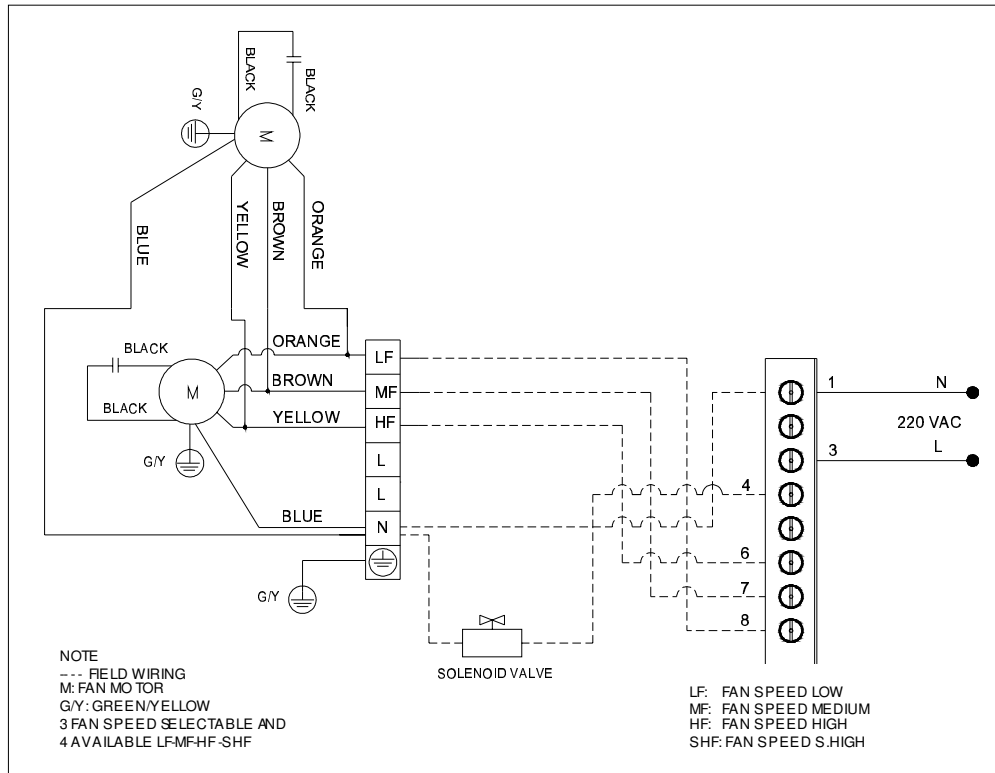 BLACK
BLACK
G/Y
M
BLUE
YELLOW
BROWN
ORANGE
BLACK
BLACK
M
G/Y
ORANGE
BROWN
YELLOW
BLUE
LF
MF
HF
L
L
N
G/Y
SOLENOID VALVE
1
N
220 VAC
3
L
4
6
7
8
NOTE
---- FIELD WIRING
M: FAN MOTOR
G/Y: GREEN/YELLOW
3 FAN SPEED SELECTABLE AND
4 AVAILABLE LF-MF-HF-SHF
LF: FAN SPEED LOW
MF: FAN SPEED MEDIUM
HF: FAN SPEED HIGH
SHF: FAN SPEED S.HIGH